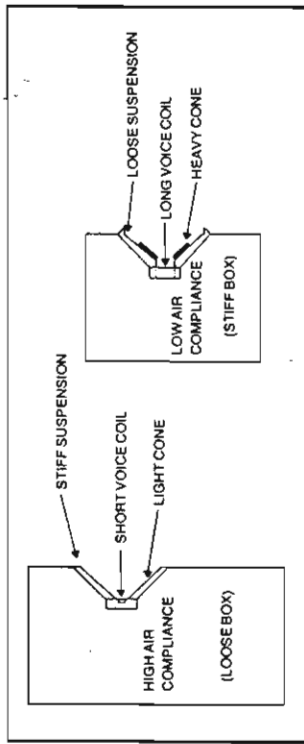 STIFF SUSPENSION
SHORT VOICE COIL
LIGHT CONE
HIGH AIR
COMPLIANCE
(LOOSE BOX)
LOOSE SUSPENSION
LONG VOICE COIL
HEAVY CONE
LOW AIR
COMPLIANCE
(STIFF BOX)